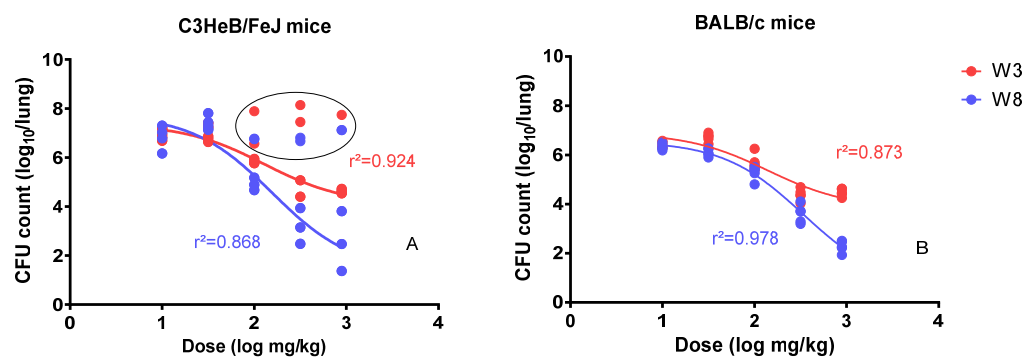 C3HeB/FeJ mice
CFU count (log₁₀/lung)
10
8
6
4
2
0
0
1
2
3
4
Dose (log mg/kg)
r²=0.924
r²=0.868
A
BALB/c mice
CFU count (log₁₀/lung)
10
8
6
4
2
0
0
1
2
3
4
Dose (log mg/kg)
r²=0.873
r²=0.978
B
W3
W8